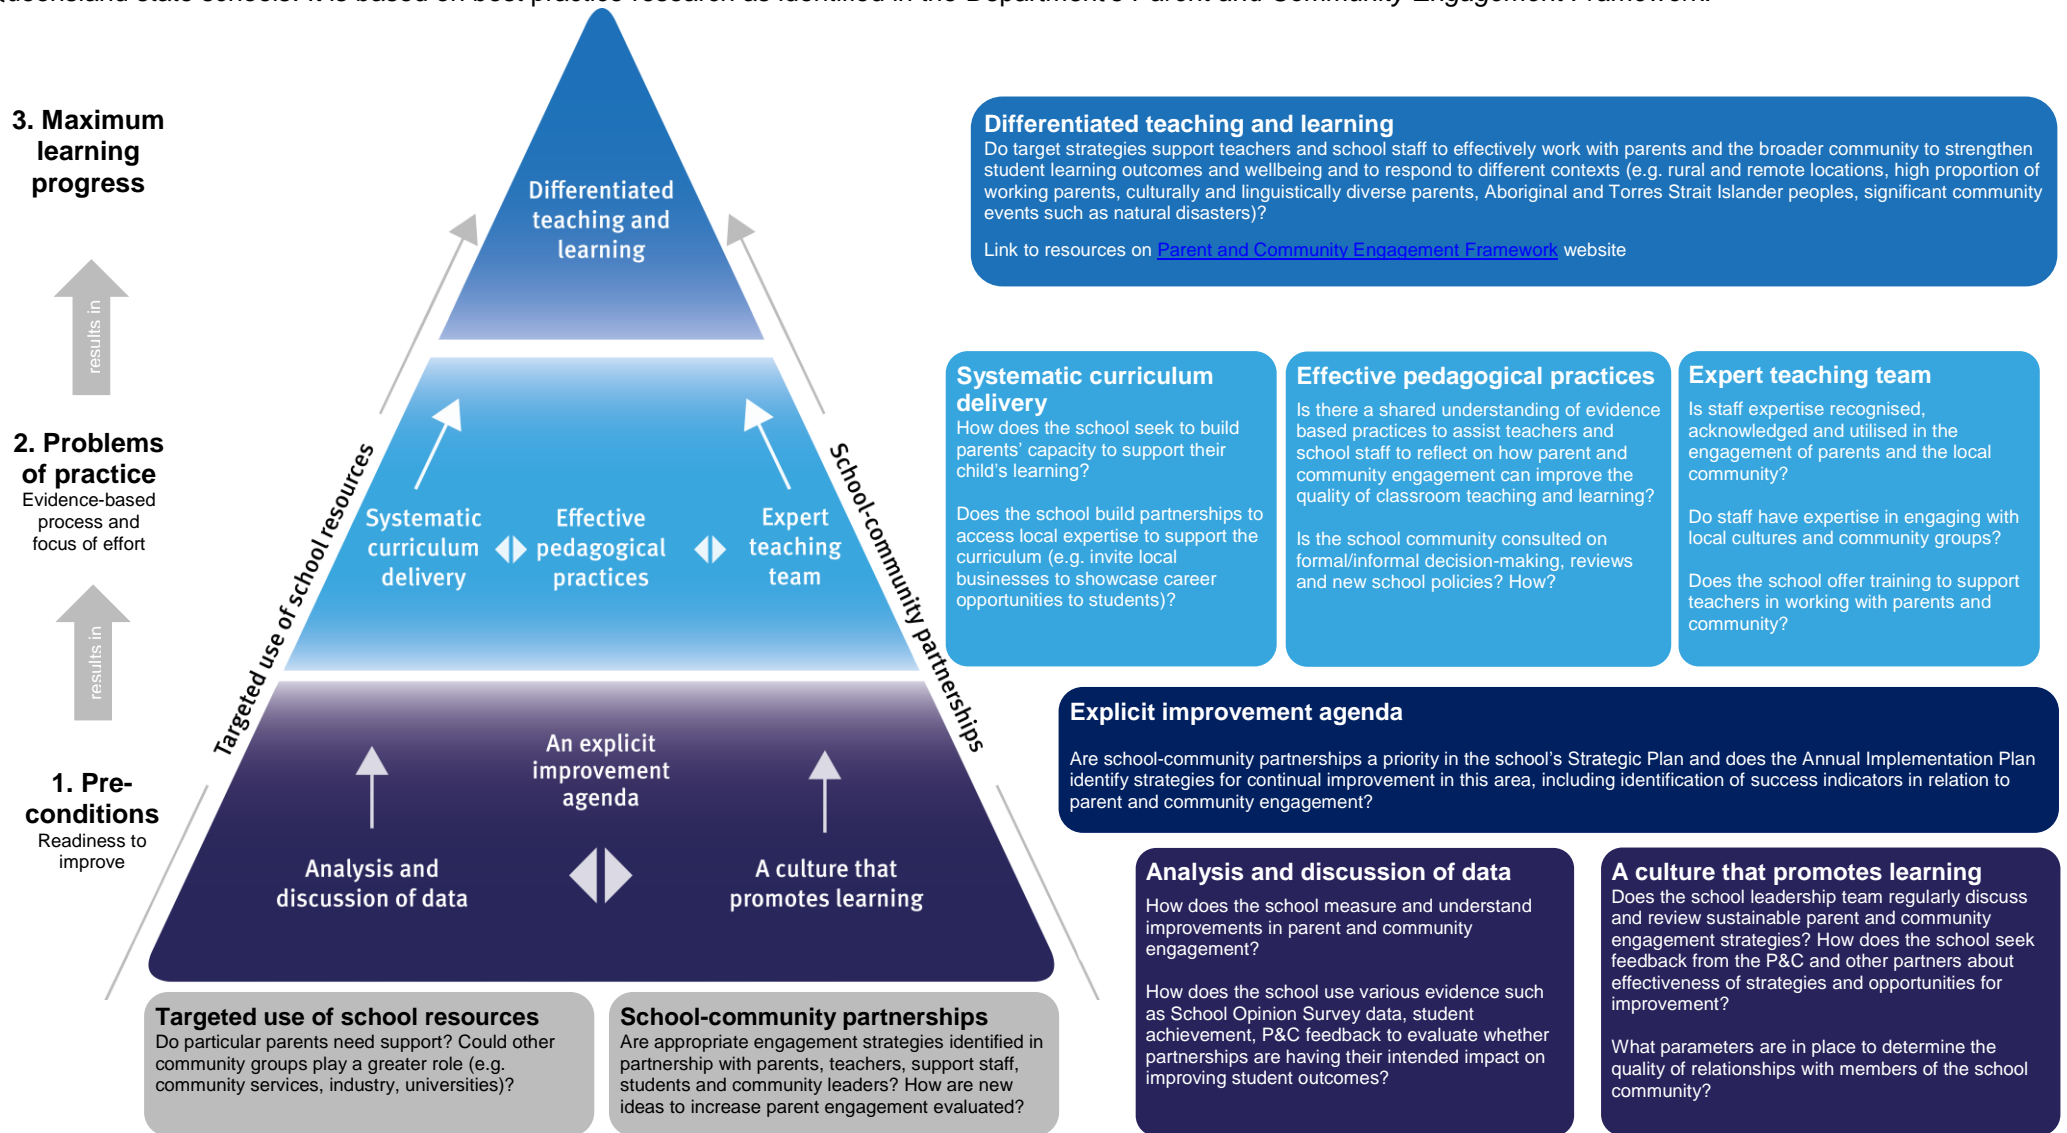 Queensland state schools. It is based on best practice research as identified in the Department's Parent and Community Engagement Framework.
3. Maximum
learning
progress
results in
2. Problems
of practice
Evidence-based
process and
focus of effort
results in
1. Pre-
conditions
Readiness to
improve
Differentiated
teaching and
learning
Targeted use of school resources
School-community partnerships
Systematic
curriculum
delivery
Effective
pedagogical
practices
Expert
teaching
team
An explicit
improvement
agenda
Analysis and
discussion of data
A culture that
promotes learning
Differentiated teaching and learning
Do target strategies support teachers and school staff to effectively work with parents and the broader community to strengthen
student learning outcomes and wellbeing and to respond to different contexts (e.g. rural and remote locations, high proportion of
working parents, culturally and linguistically diverse parents, Aboriginal and Torres Strait Islander peoples, significant community
events such as natural disasters)?
Link to resources on Parent and Community Engagement Framework website
Systematic curriculum
delivery
How does the school seek to build
parents' capacity to support their
child's learning?
Does the school build partnerships to
access local expertise to support the
curriculum (e.g. invite local
businesses to showcase career
opportunities to students)?
Effective pedagogical practices
Is there a shared understanding of evidence
based practices to assist teachers and
school staff to reflect on how parent and
community engagement can improve the
quality of classroom teaching and learning?
Is the school community consulted on
formal/informal decision-making, reviews
and new school policies? How?
Expert teaching team
Is staff expertise recognised,
acknowledged and utilised in the
engagement of parents and the local
community?
Do staff have expertise in engaging with
local cultures and community groups?
Does the school offer training to support
teachers in working with parents and
community?
Explicit improvement agenda
Are school-community partnerships a priority in the school's Strategic Plan and does the Annual Implementation Plan
identify strategies for continual improvement in this area, including identification of success indicators in relation to
parent and community engagement?
Analysis and discussion of data
How does the school measure and understand
improvements in parent and community
engagement?
How does the school use various evidence such
as School Opinion Survey data, student
achievement, P&C feedback to evaluate whether
partnerships are having their intended impact on
improving student outcomes?
A culture that promotes learning
Does the school leadership team regularly discuss
and review sustainable parent and community
engagement strategies? How does the school seek
feedback from the P&C and other partners about
effectiveness of strategies and opportunities for
improvement?
What parameters are in place to determine the
quality of relationships with members of the school
community?
Targeted use of school resources
Do particular parents need support? Could other
community groups play a greater role (e.g.
community services, industry, universities)?
School-community partnerships
Are appropriate engagement strategies identified in
partnership with parents, teachers, support staff,
students and community leaders? How are new
ideas to increase parent engagement evaluated?